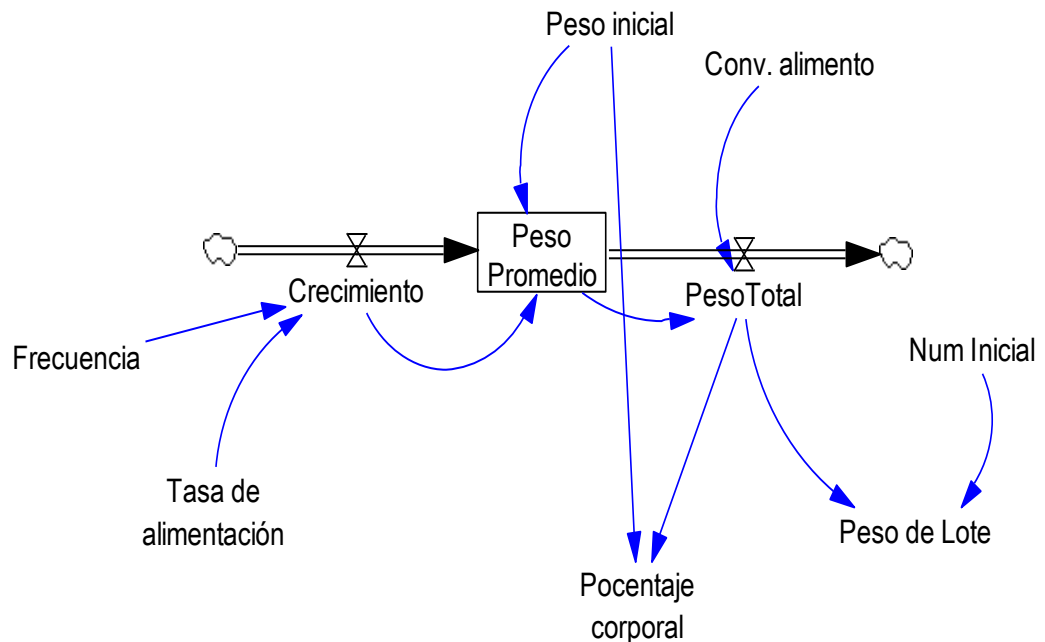 Peso inicial
Conv. alimento
Peso
Promedio
Crecimiento
PesoTotal
Frecuencia
Num Inicial
Tasa de
alimentación
Peso de Lote
Pocentaje
corporal